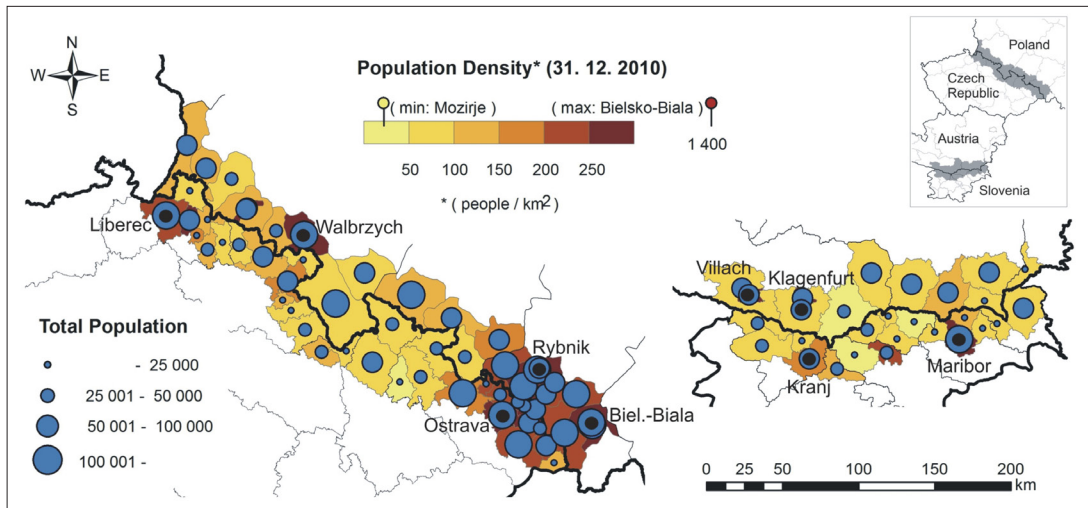 N
W E
S
Population Density* (31. 12. 2010)
( min: Mozirje) ( max: Bielsko-Biala )
1 400
50 100 150 200 250
* ( people / km2 )
Poland
Czech
Republic
Austria
Slovenia
Liberec
Walbrzych
Rybnik
Ostrava
Biel.-Biala
Villach
Klagenfurt
Kranj
Maribor
Total Population
- 25 000
25 001 - 50 000
50 001 - 100 000
100 001 -
0 50 100 150 200
km